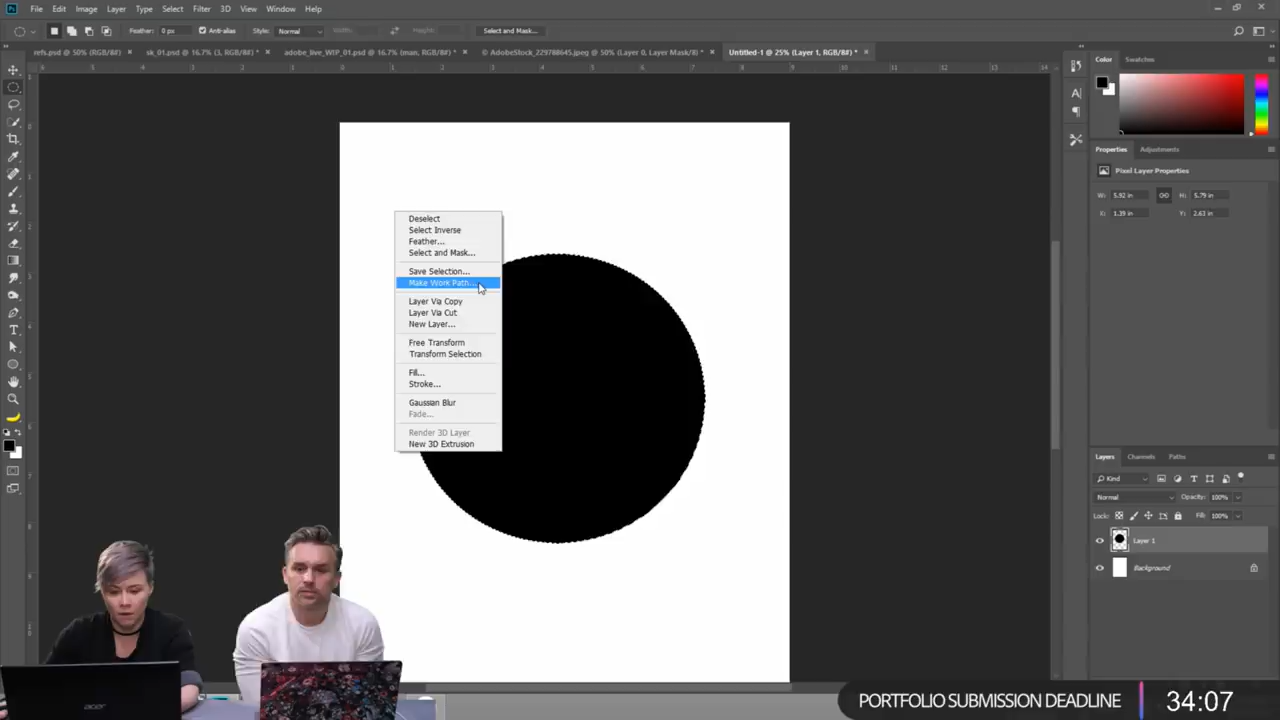 File Edit Image Layer Type Select Filter 3D View Window Help
Feather: 0 px Anti-alias Style: Normal Width: Height: Select and Mask...
refs.psd @ 50% (RGB/8#) × sk_01.psd @ 16.7% (3, RGB/8#) * × adobe_live_WIP_01.psd @ 16.7% (man, RGB/8#) * × © AdobeStock_229788645.jpeg @ 50% (Layer 0, Layer Mask/8) * × Untitled-1 @ 25% (Layer 1, RGB/8#) * ×
Color Swatches
Properties Adjustments
Pixel Layer Properties
W: 5.92 in H: 5.79 in
X: 1.39 in Y: 2.63 in
Deselect
Select Inverse
Feather...
Select and Mask...
Save Selection...
Make Work Path...
Layer Via Copy
Layer Via Cut
New Layer...
Free Transform
Transform Selection
Fill...
Stroke...
Gaussian Blur
Fade...
Render 3D Layer
New 3D Extrusion
Layers Channels Paths
Kind
Normal Opacity: 100%
Lock: Fill: 100%
Layer 1
Background
acer
PORTFOLIO SUBMISSION DEADLINE 34:07